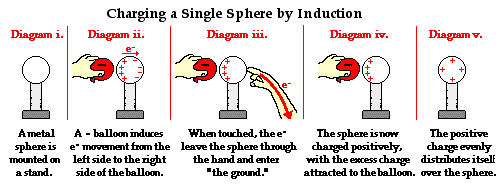 Charging a Single Sphere by Induction
Diagram i.
Diagram ii.
Diagram iii.
Diagram iv.
Diagram v.
e-
e-
+ -
+ -
+ -
+
+
+
+
+
+
+
+
+
+
A metal
sphere is
mounted on
a stand.
A - balloon induces
e- movement from the
left side to the right
side of the balloon.
When touched, the e-
leave the sphere through
the hand and enter
"the ground."
The sphere is now
charged positively,
with the excess charge
attracted to the balloon.
The positive
charge evenly
distributes itself
over the sphere.